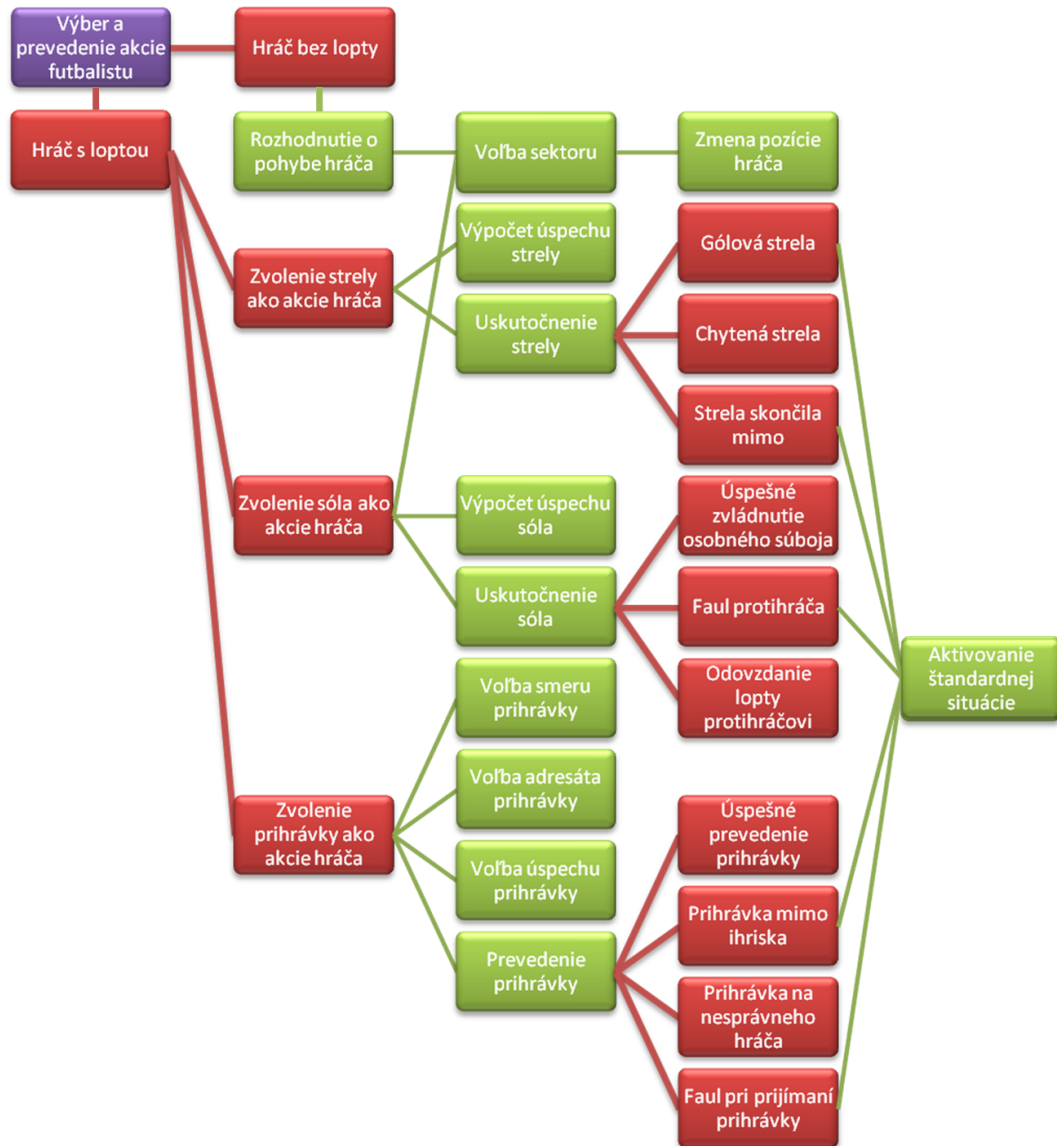 Výber a
prevedenie akcie
futbalistu
Hráč bez lopty
Hráč s loptou
Rozhodnutie o
pohybe hráča
Voľba sektoru
Zmena pozície
hráča
Výpočet úspechu
strely
Gólová strela
Zvolenie strely
ako akcie hráča
Uskutočnenie
strely
Chytená strela
Strela skončila
mimo
Zvolenie sóla ako
akcie hráča
Výpočet úspechu
sóla
Úspešné
zvládnutie
osobného súboja
Uskutočnenie
sóla
Faul protihráča
Odovzdanie
lopty
protihráčovi
Aktivovanie
štandardnej
situácie
Voľba smeru
prihrávky
Voľba adresáta
prihrávky
Zvolenie
prihrávky ako
akcie hráča
Úspešné
prevedenie
prihrávky
Voľba úspechu
prihrávky
Prihrávka mimo
ihriska
Prevedenie
prihrávky
Prihrávka na
nesprávneho
hráča
Faul pri prijímaní
prihrávky